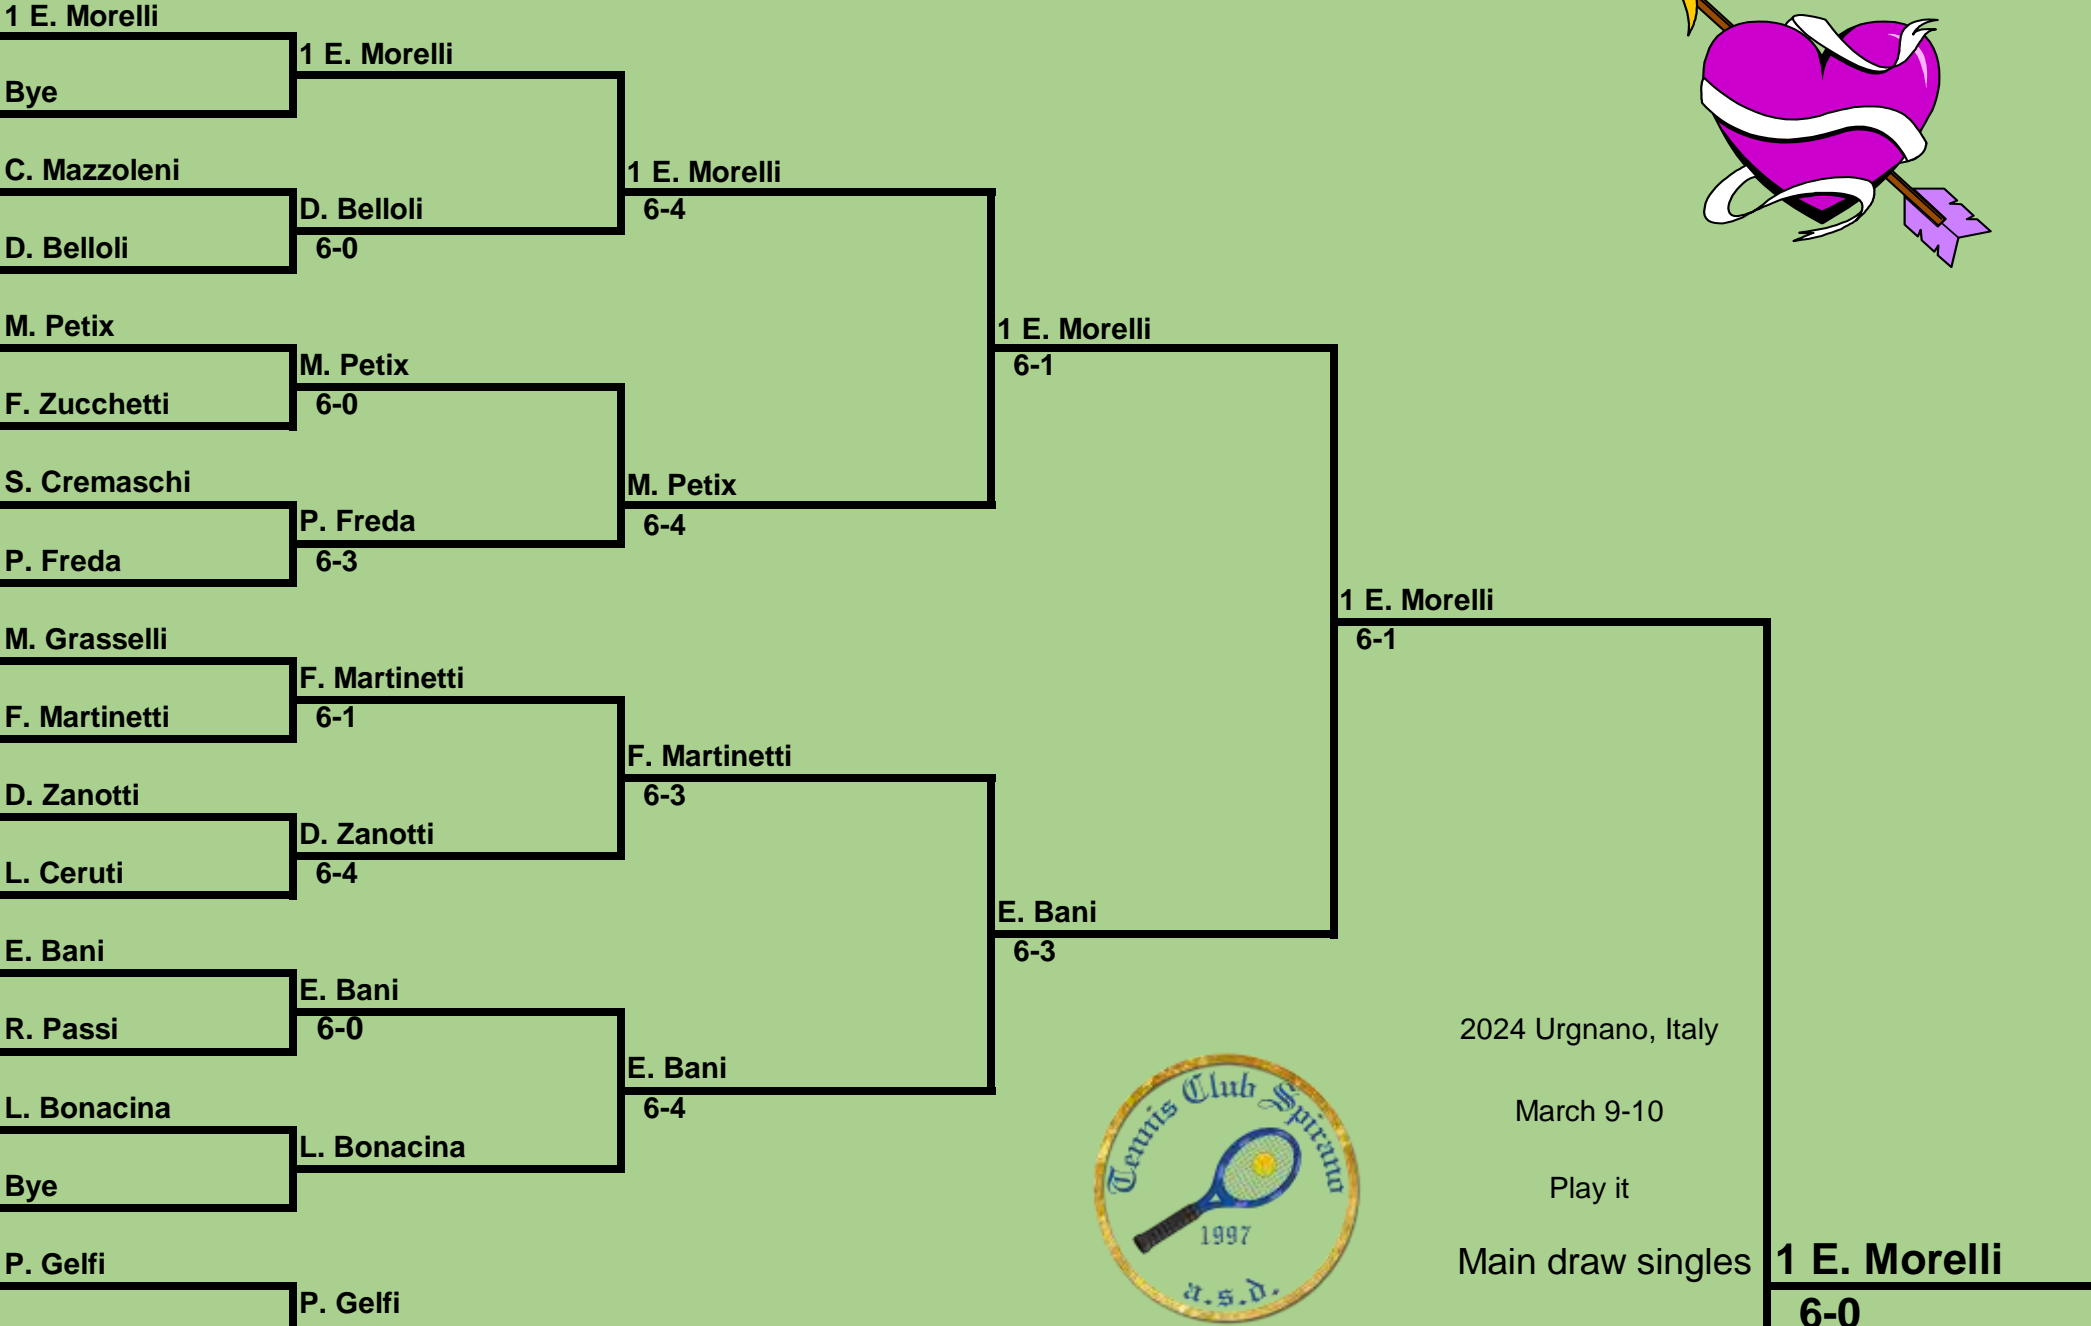 1 E. Morelli
Bye
C. Mazzoleni
D. Belloli
M. Petix
F. Zucchetti
S. Cremaschi
P. Freda
M. Grasselli
F. Martinetti
D. Zanotti
L. Ceruti
E. Bani
R. Passi
L. Bonacina
Bye
P. Gelfi
1 E. Morelli
D. Belloli
6-0
M. Petix
6-0
P. Freda
6-3
F. Martinetti
6-1
D. Zanotti
6-4
E. Bani
6-0
L. Bonacina
P. Gelfi
1 E. Morelli
6-4
M. Petix
6-4
F. Martinetti
6-3
E. Bani
6-4
1 E. Morelli
6-1
E. Bani
6-3
1 E. Morelli
6-1
Tennis Club Spirano
1997
a.s.d.
2024 Urgnano, Italy
March 9-10
Play it
Main draw singles
1 E. Morelli
6-0